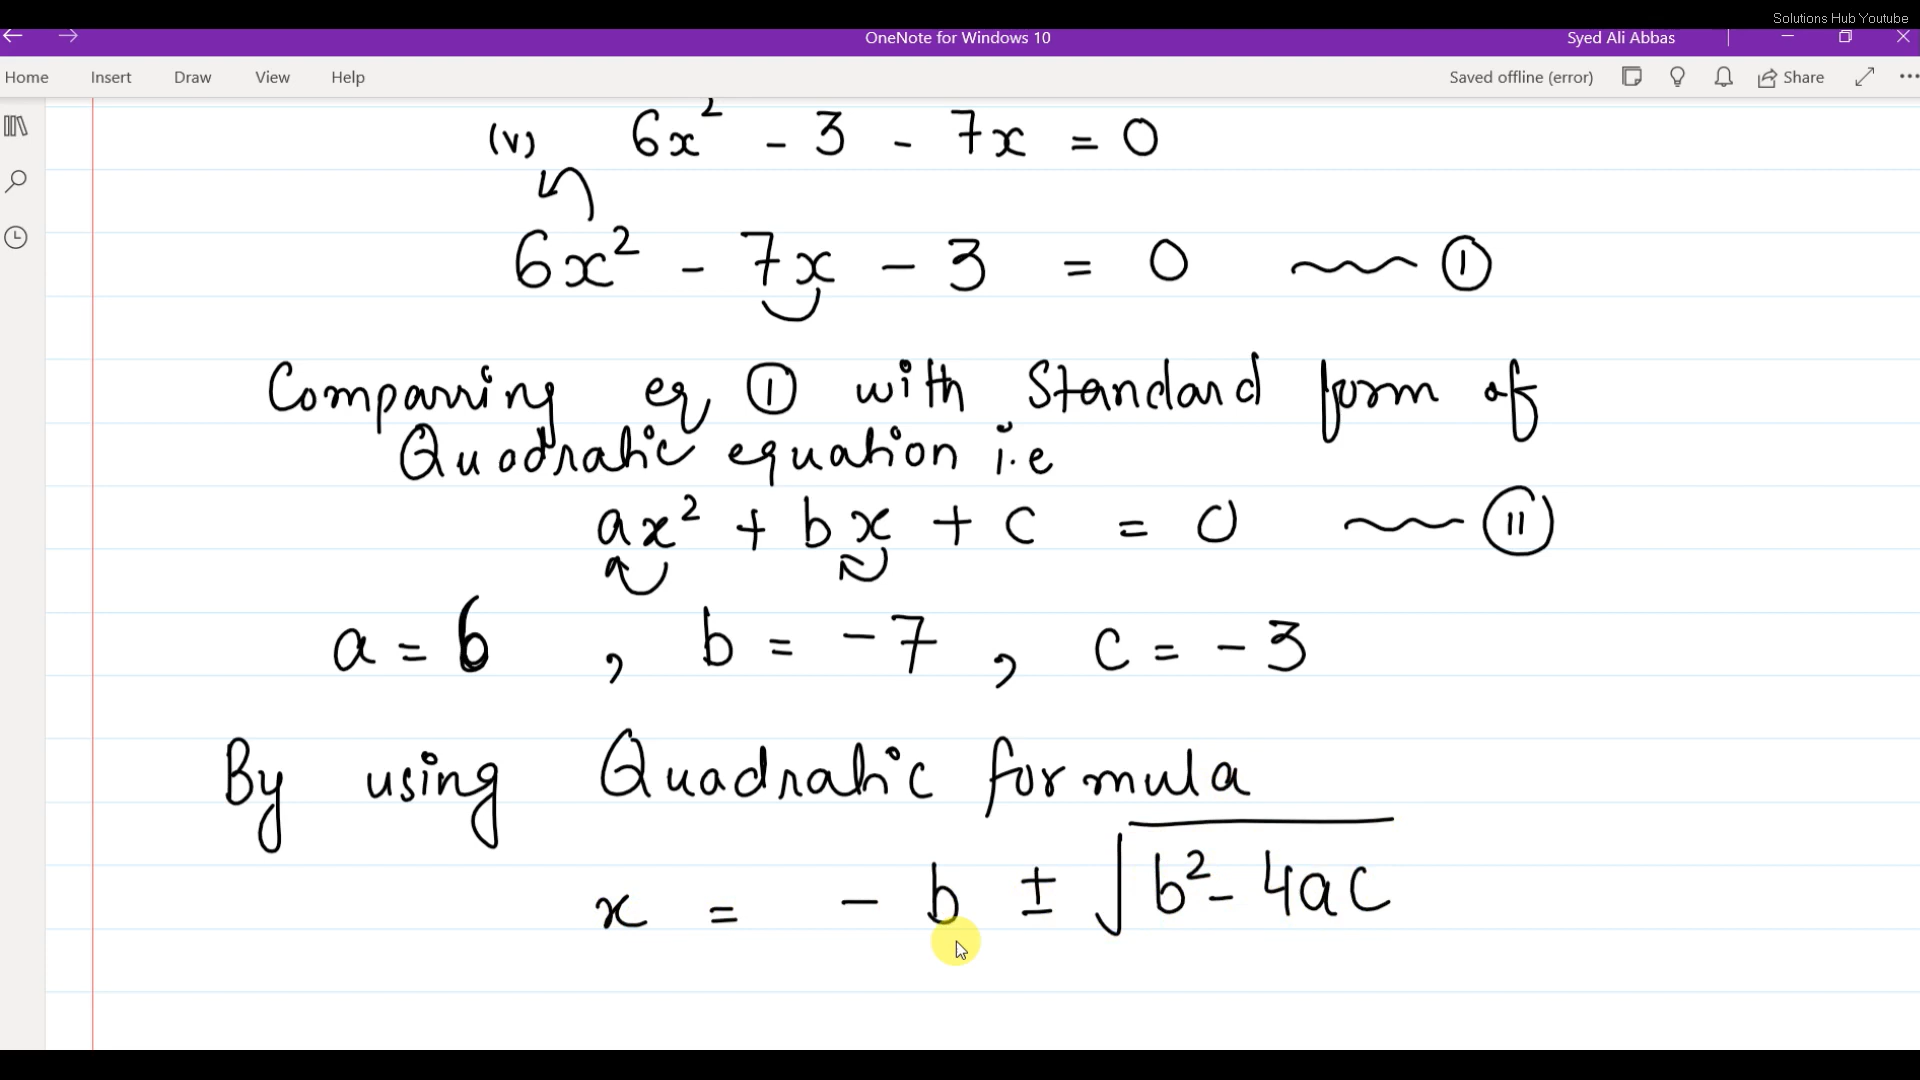 Solutions Hub Youtube
OneNote for Windows 10 Syed Ali Abbas
Home Insert Draw View Help Saved offline (error) Share
(v) 6x² - 3 - 7x = 0
6x² - 7x - 3 = 0 ~~~ ①
Comparring eq ① with Standard form of
Quadratic equation i.e
ax² + bx + c = 0 ~~~ ⑪
a = 6 , b = -7 , c = -3
By using Quadratic formula
x = - b ± √b² - 4ac